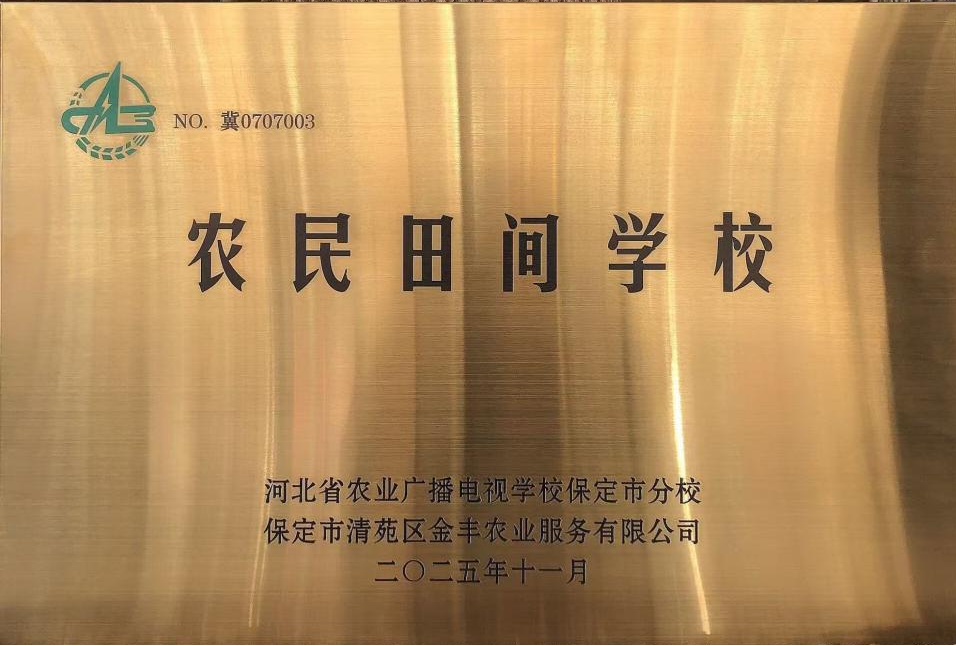 NO. 冀0707003
农民田间学校
河北省农业广播电视学校保定市分校
保定市清苑区金丰农业服务有限公司
二〇二五年十一月